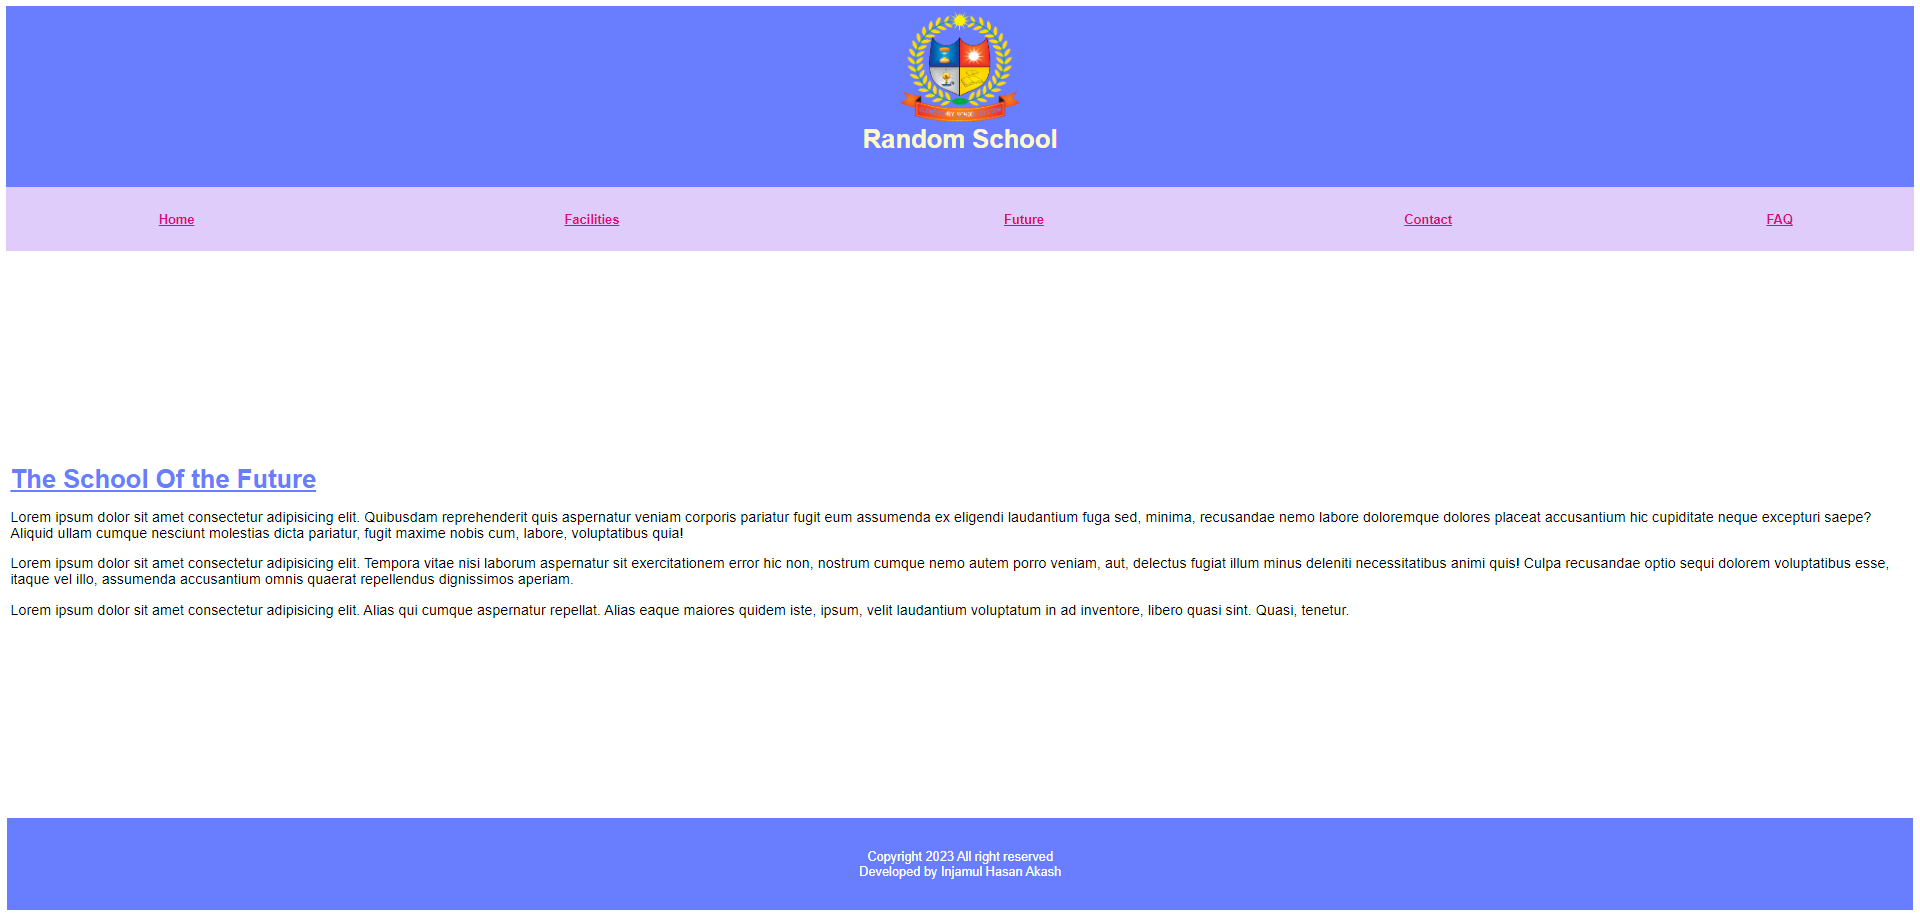 Random School
Home Facilities Future Contact FAQ
The School Of the Future
Lorem ipsum dolor sit amet consectetur adipisicing elit. Quibusdam reprehenderit quis aspernatur veniam corporis pariatur fugit eum assumenda ex eligendi laudantium fuga sed, minima, recusandae nemo labore doloremque dolores placeat accusantium hic cupiditate neque excepturi saepe?
Aliquid ullam cumque nesciunt molestias dicta pariatur, fugit maxime nobis cum, labore, voluptatibus quia!
Lorem ipsum dolor sit amet consectetur adipisicing elit. Tempora vitae nisi laborum aspernatur sit exercitationem error hic non, nostrum cumque nemo autem porro veniam, aut, delectus fugiat illum minus deleniti necessitatibus animi quis! Culpa recusandae optio sequi dolorem voluptatibus esse,
itaque vel illo, assumenda accusantium omnis quaerat repellendus dignissimos aperiam.
Lorem ipsum dolor sit amet consectetur adipisicing elit. Alias qui cumque aspernatur repellat. Alias eaque maiores quidem iste, ipsum, velit laudantium voluptatum in ad inventore, libero quasi sint. Quasi, tenetur.
Copyright 2023 All right reserved
Developed by Injamul Hasan Akash